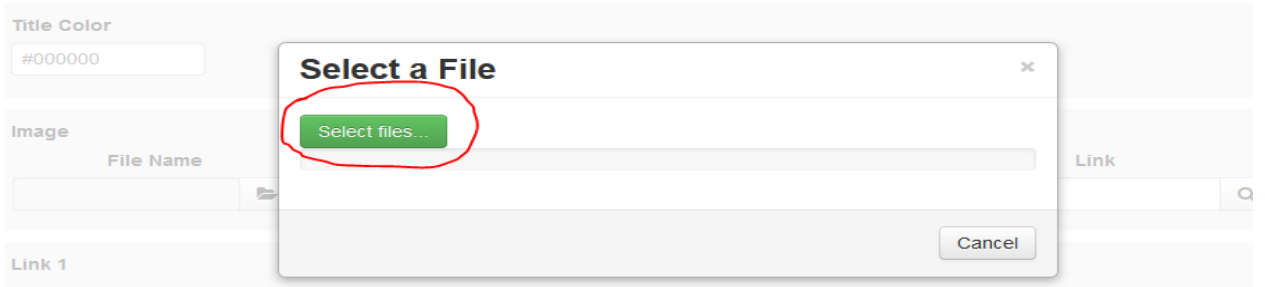 Title Color
#000000
Select a File
×
Select files...
Image
File Name
Link
Cancel
Link 1